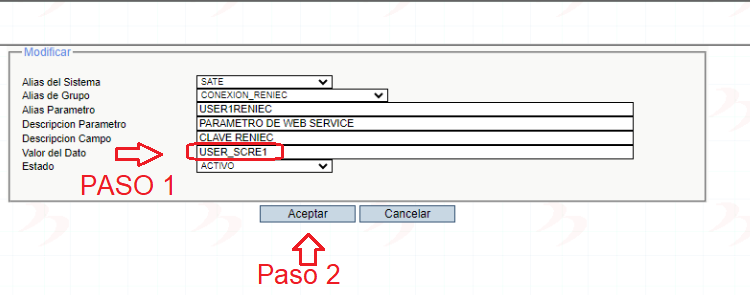 Modificar
Alias del Sistema SATE
Alias de Grupo CONEXION_RENIEC
Alias Parametro USER1RENIEC
Descripcion Parametro PARAMETRO DE WEB SERVICE
Descripcion Campo CLAVE RENIEC
Valor del Dato USER_SCRE1
Estado ACTIVO
PASO 1
Aceptar Cancelar
Paso 2